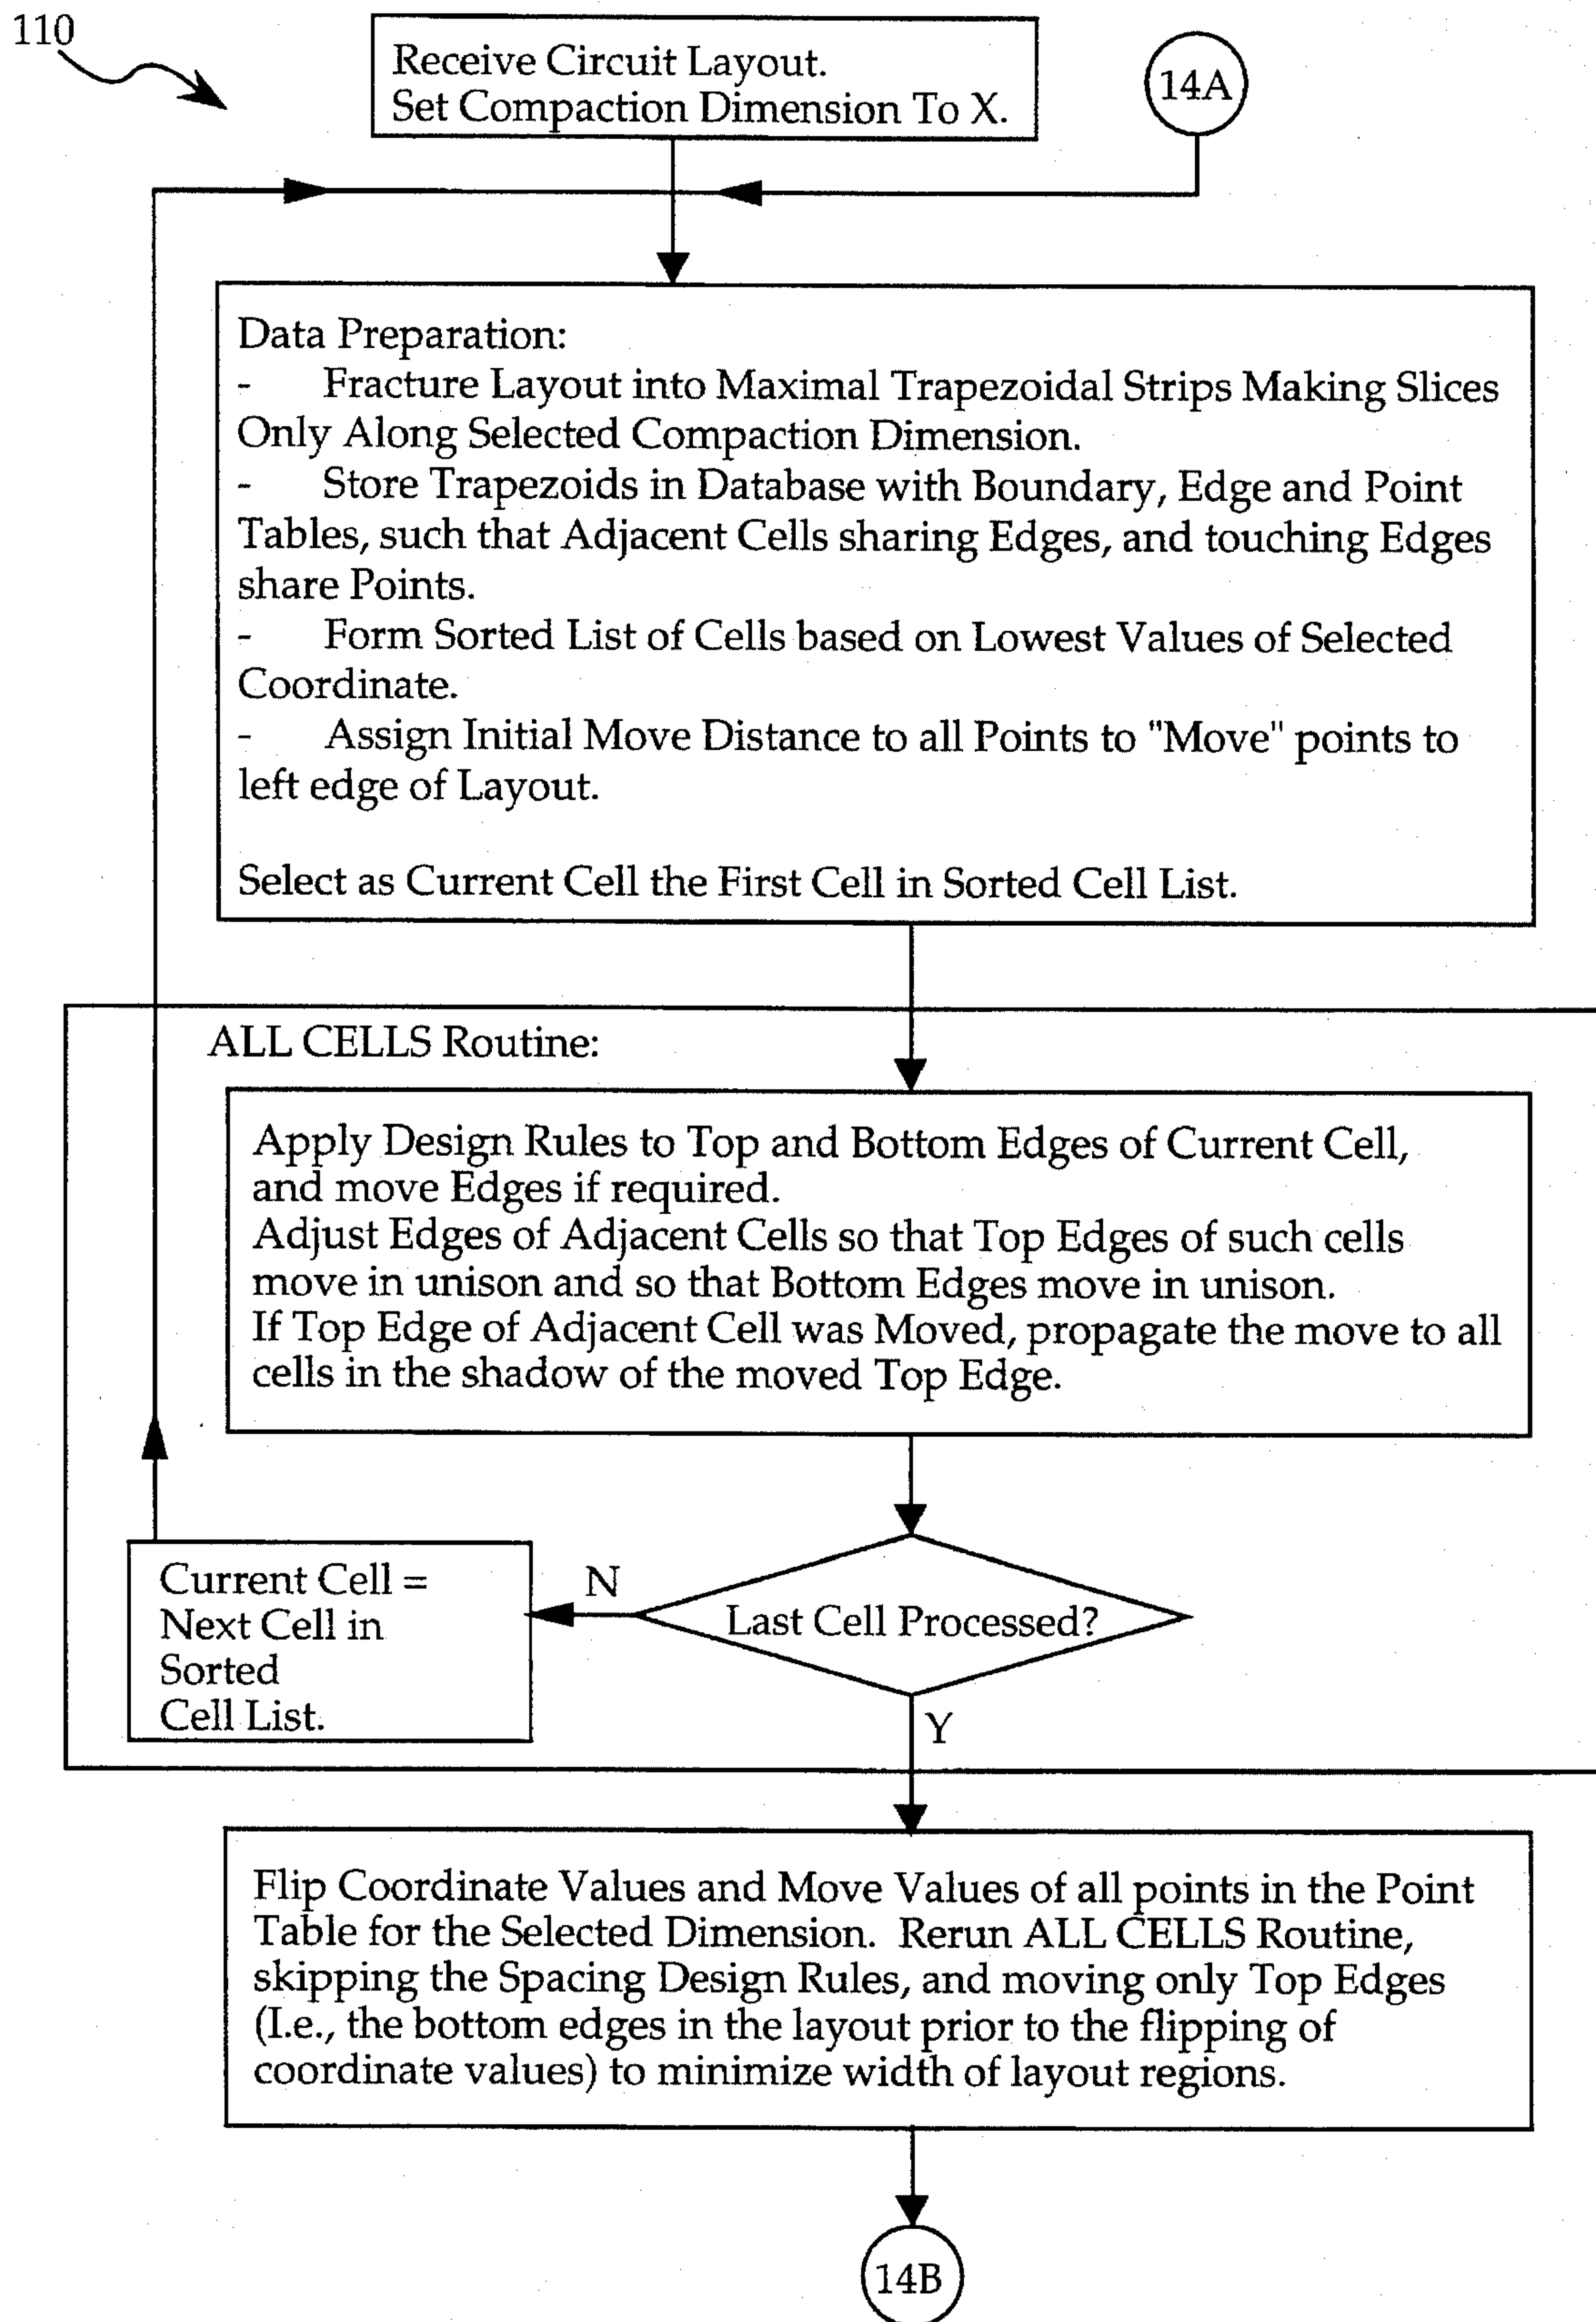 110
Receive Circuit Layout.
Set Compaction Dimension To X.
14A
Data Preparation:
- Fracture Layout into Maximal Trapezoidal Strips Making Slices
Only Along Selected Compaction Dimension.
- Store Trapezoids in Database with Boundary, Edge and Point
Tables, such that Adjacent Cells sharing Edges, and touching Edges
share Points.
- Form Sorted List of Cells based on Lowest Values of Selected
Coordinate.
- Assign Initial Move Distance to all Points to "Move" points to
left edge of Layout.
Select as Current Cell the First Cell in Sorted Cell List.
ALL CELLS Routine:
Apply Design Rules to Top and Bottom Edges of Current Cell,
and move Edges if required.
Adjust Edges of Adjacent Cells so that Top Edges of such cells
move in unison and so that Bottom Edges move in unison.
If Top Edge of Adjacent Cell was Moved, propagate the move to all
cells in the shadow of the moved Top Edge.
Last Cell Processed?
N
Current Cell =
Next Cell in
Sorted
Cell List.
Y
Flip Coordinate Values and Move Values of all points in the Point
Table for the Selected Dimension. Rerun ALL CELLS Routine,
skipping the Spacing Design Rules, and moving only Top Edges
(I.e., the bottom edges in the layout prior to the flipping of
coordinate values) to minimize width of layout regions.
14B